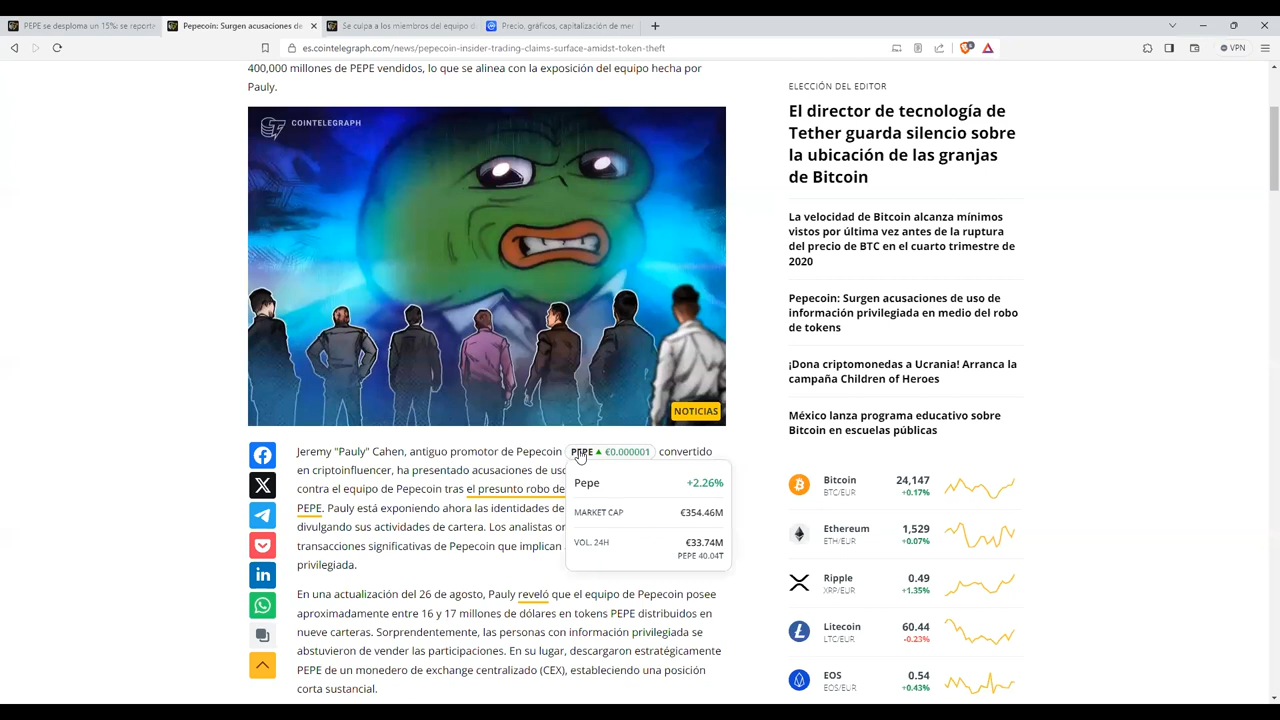 PEPE se desploma un 15%: se reporta
Pepecoin: Surgen acusaciones de
Se culpa a los miembros del equipo d
Precio, gráficos, capitalización de me
es.cointelegraph.com/news/pepecoin-insider-trading-claims-surface-amidst-token-theft
VPN
400,000 millones de PEPE vendidos, lo que se alinea con la exposición del equipo hecha por
Pauly.
COINTELEGRAPH
NOTICIAS
Jeremy "Pauly" Cahen, antiguo promotor de Pepecoin PEPE ▲ €0.000001 convertido
en criptoinfluencer, ha presentado acusaciones de uso
contra el equipo de Pepecoin tras el presunto robo de
PEPE. Pauly está exponiendo ahora las identidades de
divulgando sus actividades de cartera. Los analistas
transacciones significativas de Pepecoin que implican
privilegiada.
Pepe +2.26%
MARKET CAP €354.46M
VOL. 24H €33.74M
PEPE 40.04T
En una actualización del 26 de agosto, Pauly reveló que el equipo de Pepecoin posee
aproximadamente entre 16 y 17 millones de dólares en tokens PEPE distribuidos en
nueve carteras. Sorprendentemente, las personas con información privilegiada se
abstuvieron de vender las participaciones. En su lugar, descargaron estratégicamente
PEPE de un monedero de exchange centralizado (CEX), estableciendo una posición
corta sustancial.
ELECCIÓN DEL EDITOR
El director de tecnología de
Tether guarda silencio sobre
la ubicación de las granjas
de Bitcoin
La velocidad de Bitcoin alcanza mínimos
vistos por última vez antes de la ruptura
del precio de BTC en el cuarto trimestre de
2020
Pepecoin: Surgen acusaciones de uso de
información privilegiada en medio del robo
de tokens
¡Dona criptomonedas a Ucrania! Arranca la
campaña Children of Heroes
México lanza programa educativo sobre
Bitcoin en escuelas públicas
Bitcoin 24,147
BTC/EUR +0.17%
Ethereum 1,529
ETH/EUR +0.07%
Ripple 0.49
XRP/EUR +1.35%
Litecoin 60.44
LTC/EUR -0.23%
EOS 0.54
EOS/EUR +0.43%